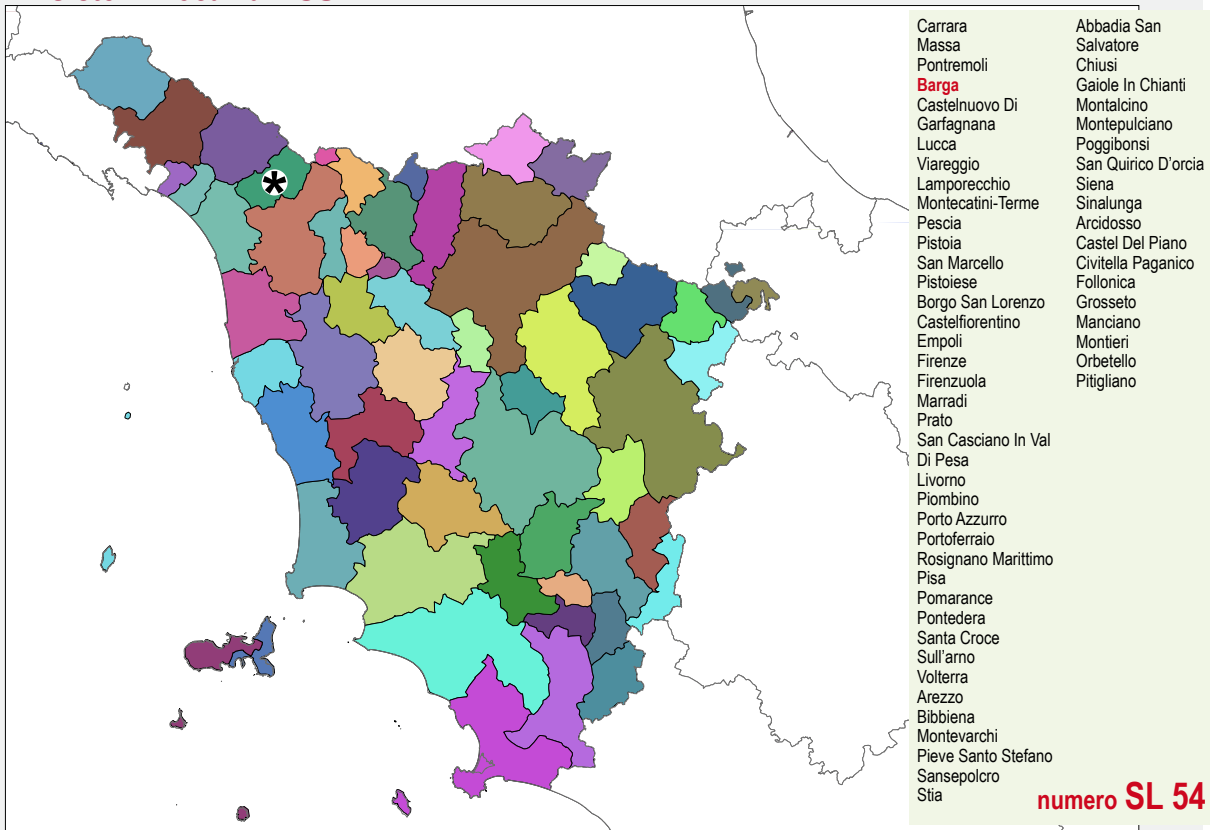 Carrara
Massa
Pontremoli
Barga
Castelnuovo Di
Garfagnana
Lucca
Viareggio
Lamporecchio
Montecatini-Terme
Pescia
Pistoia
San Marcello
Pistoiese
Borgo San Lorenzo
Castelfiorentino
Empoli
Firenze
Firenzuola
Marradi
Prato
San Casciano In Val
Di Pesa
Livorno
Piombino
Porto Azzurro
Portoferraio
Rosignano Marittimo
Pisa
Pomarance
Pontedera
Santa Croce
Sull'arno
Volterra
Arezzo
Bibbiena
Montevarchi
Pieve Santo Stefano
Sansepolcro
Stia
Abbadia San
Salvatore
Chiusi
Gaiole In Chianti
Montalcino
Montepulciano
Poggibonsi
San Quirico D'orcia
Siena
Sinalunga
Arcidosso
Castel Del Piano
Civitella Paganico
Follonica
Grosseto
Manciano
Montieri
Orbetello
Pitigliano
numero SL 54